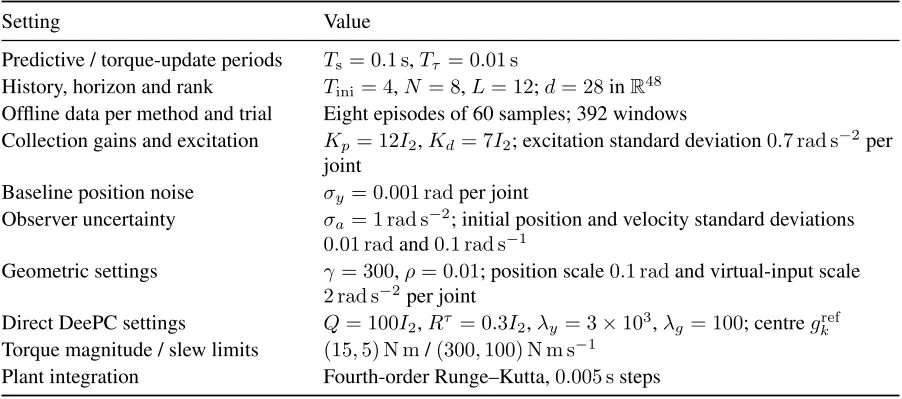 Setting Value
Predictive / torque-update periods T_s = 0.1 s, T_τ = 0.01 s
History, horizon and rank T_ini = 4, N = 8, L = 12; d = 28 in ℝ^48
Offline data per method and trial Eight episodes of 60 samples; 392 windows
Collection gains and excitation K_p = 12I_2, K_d = 7I_2; excitation standard deviation 0.7 rad s^−2 per
joint
Baseline position noise σ_y = 0.001 rad per joint
Observer uncertainty σ_a = 1 rad s^−2; initial position and velocity standard deviations
0.01 rad and 0.1 rad s^−1
Geometric settings γ = 300, ρ = 0.01; position scale 0.1 rad and virtual-input scale
2 rad s^−2 per joint
Direct DeePC settings Q = 100I_2, R^τ = 0.3I_2, λ_y = 3 × 10^3, λ_g = 100; centre g_k^ref
Torque magnitude / slew limits (15, 5) N m / (300, 100) N m s^−1
Plant integration Fourth-order Runge–Kutta, 0.005 s steps